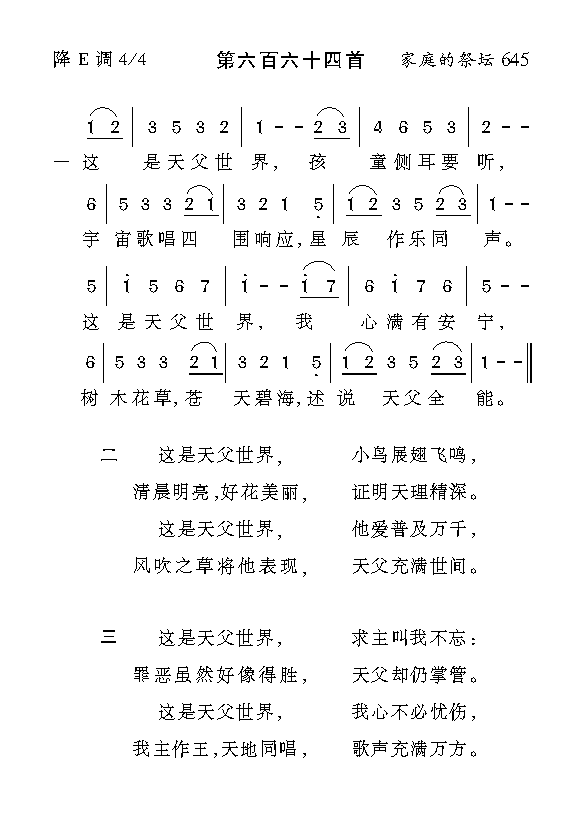 降 E 调 4/4 第六百六十四首 家庭的祭坛 645
1 2 | 3 5 3 2 | 1 - - 2 3 | 4 6 5 3 | 2 - -
一 这 是天父世 界, 孩 童侧耳要 听,
6 | 5 3 3 2 1 | 3 2 1 5̣ | 1 2 3 5 2 3 | 1 - -
宇 宙歌唱四 围响应,星 辰 作乐同 声。
5 | 1̇ 5 6 7 | 1̇ - - 1̇ 7 | 6 1̇ 7 6 | 5 - -
这 是天父世 界, 我 心满有安 宁,
6 | 5 3 3 2 1 | 3 2 1 5̣ | 1 2 3 5 2 3 | 1 - - ‖
树 木花草,苍 天碧海,述 说 天父全 能。
二 这是天父世界, 小鸟展翅飞鸣,
清晨明亮,好花美丽, 证明天理精深。
这是天父世界, 他爱普及万千,
风吹之草将他表现, 天父充满世间。
三 这是天父世界, 求主叫我不忘:
罪恶虽然好像得胜, 天父却仍掌管。
这是天父世界, 我心不必忧伤,
我主作王,天地同唱, 歌声充满万方。